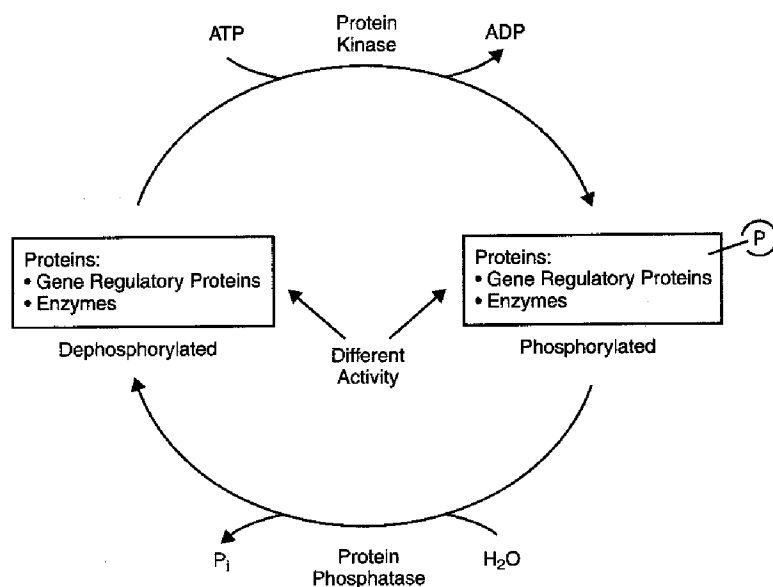 ATP
Protein
Kinase
ADP
Proteins:
• Gene Regulatory Proteins
• Enzymes
Dephosphorylated
P
Proteins:
• Gene Regulatory Proteins
• Enzymes
Phosphorylated
Different
Activity
Pi
Protein
Phosphatase
H₂O